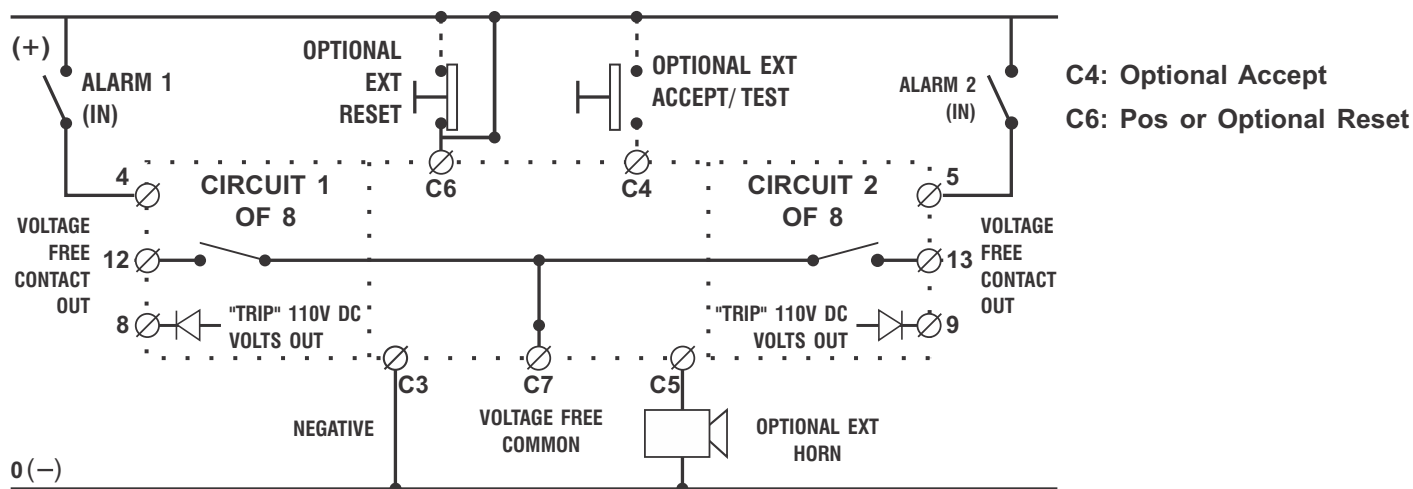 (+)
ALARM 1
(IN)
OPTIONAL
EXT
RESET
OPTIONAL EXT
ACCEPT/ TEST
ALARM 2
(IN)
C4: Optional Accept
C6: Pos or Optional Reset
4
CIRCUIT 1
OF 8
C6
C4
CIRCUIT 2
OF 8
5
VOLTAGE
FREE
CONTACT
OUT
12
13
VOLTAGE
FREE
CONTACT
OUT
8
"TRIP" 110V DC
VOLTS OUT
"TRIP" 110V DC
VOLTS OUT
9
C3
C7
C5
NEGATIVE
VOLTAGE FREE
COMMON
OPTIONAL EXT
HORN
0 (−)